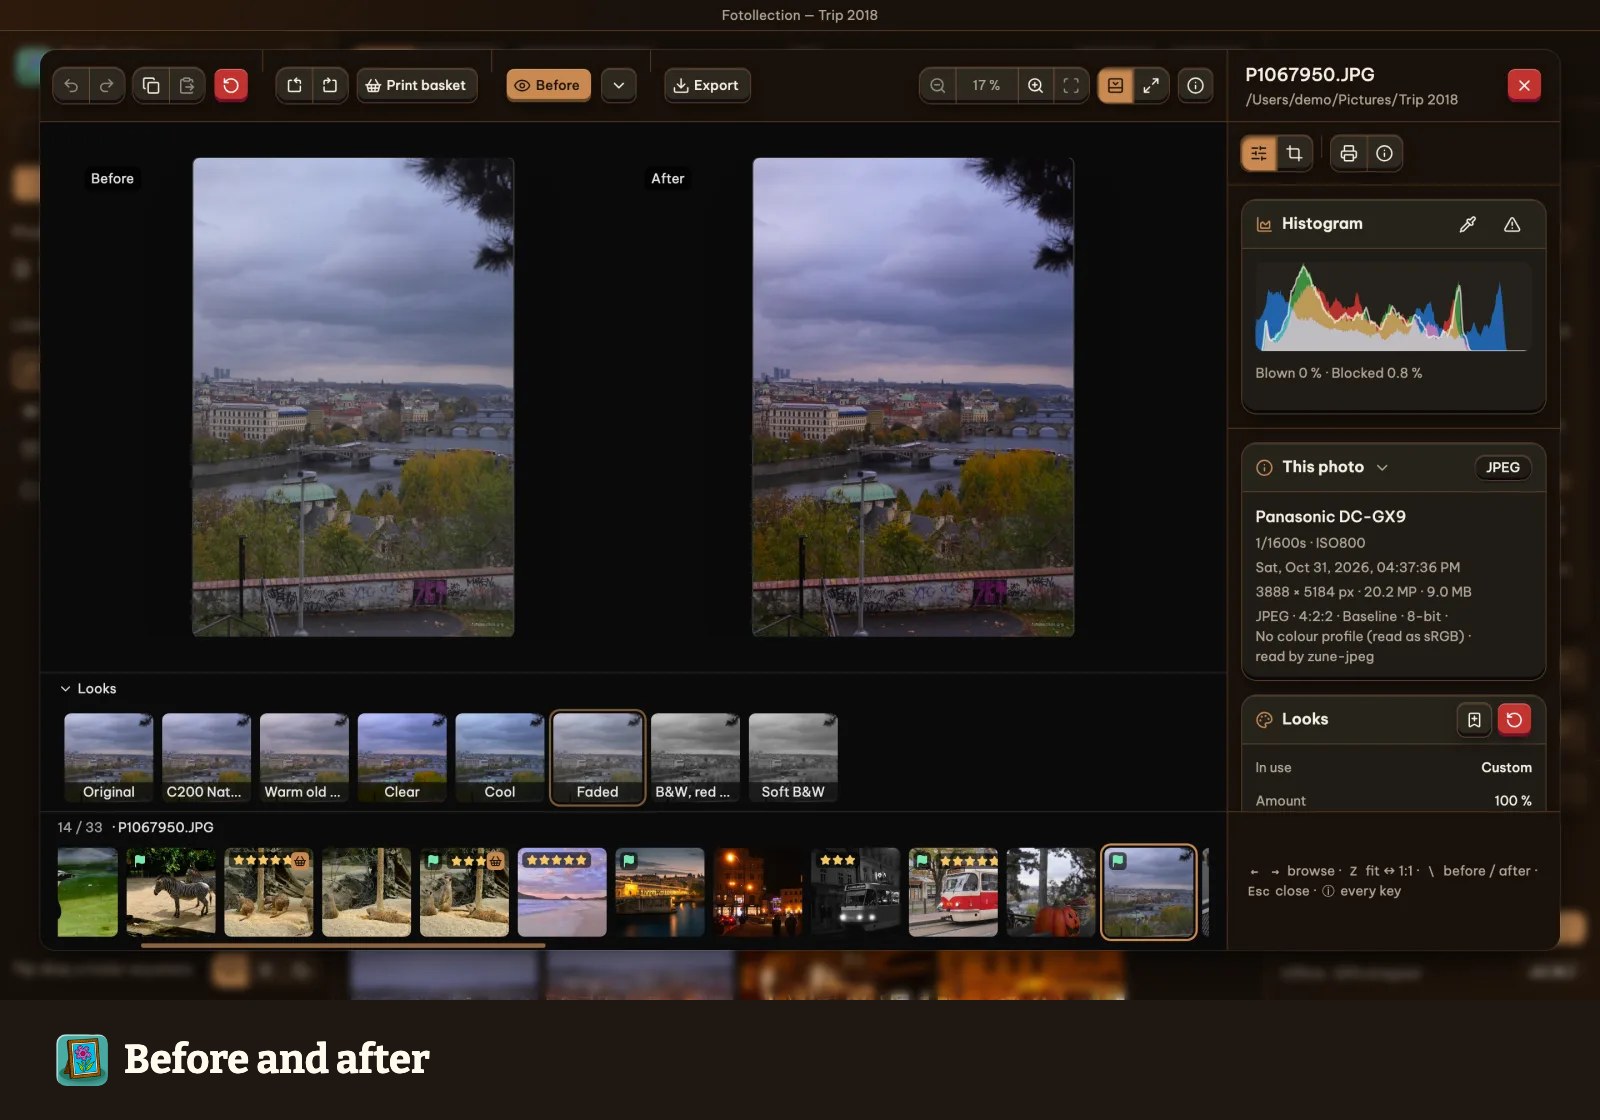 Fotollection — Trip 2018
Print basket
Before
Export
17 %
P1067950.JPG
/Users/demo/Pictures/Trip 2018
Before
After
Histogram
Blown 0 % · Blocked 0.8 %
This photo
JPEG
Panasonic DC-GX9
1/1600s · ISO800
Sat, Oct 31, 2026, 04:37:36 PM
3888 × 5184 px · 20.2 MP · 9.0 MB
JPEG · 4:2:2 · Baseline · 8-bit ·
No colour profile (read as sRGB) ·
read by zune-jpeg
Looks
In use
Custom
Amount
100 %
Looks
Original
C200 Nat...
Warm old ...
Clear
Cool
Faded
B&W, red ...
Soft B&W
14 / 33 · P1067950.JPG
← → browse · Z fit ↔ 1:1 · \ before / after ·
Esc close · ⓘ every key
Before and after